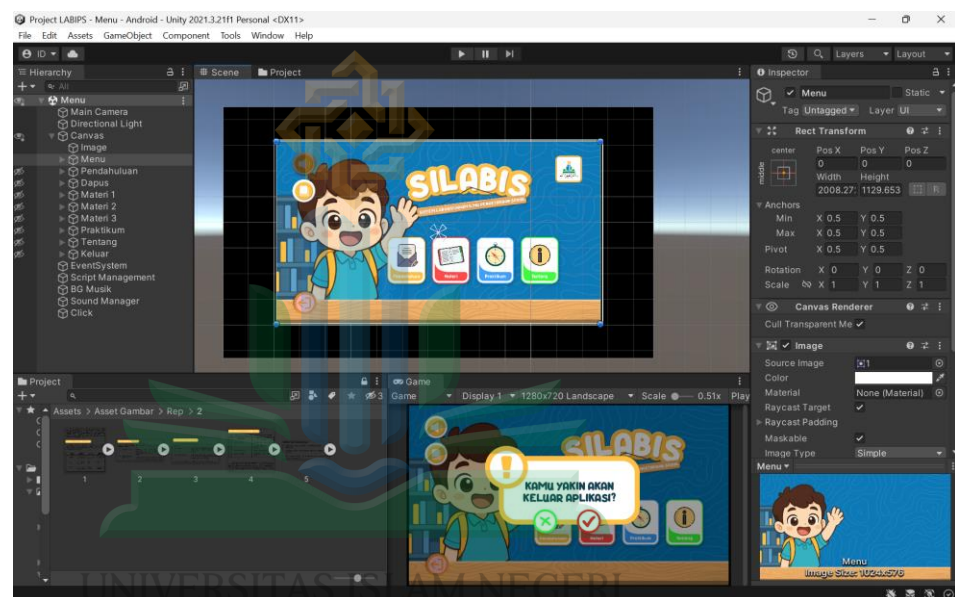 Project LABIPS - Menu - Android - Unity 2021.3.21f1 Personal <DX11>
File Edit Assets GameObject Component Tools Window Help
ID Layers Layout
Hierarchy
All
Menu
Main Camera
Directional Light
Canvas
Image
Menu
Pendahuluan
Dapus
Materi 1
Materi 2
Materi 3
Praktikum
Tentang
Keluar
EventSystem
Script Management
BG Musik
Sound Manager
Click
Scene Project
SILABIS
Materi
Inspector
Menu Static
Tag Untagged Layer UI
Rect Transform
center Pos X Pos Y Pos Z
middle 0 0 0
Width Height
2008.27 1129.653 R
Anchors
Min X 0.5 Y 0.5
Max X 0.5 Y 0.5
Pivot X 0.5 Y 0.5
Rotation X 0 Y 0 Z 0
Scale X 1 Y 1 Z 1
Canvas Renderer
Cull Transparent Me
Image
Source Image 1
Color
Material None (Material)
Raycast Target
Raycast Padding
Maskable
Image Type Simple
Menu
Menu
Image Size: 1024x576
Project
3
Assets > Asset Gambar > Rep > 2
1 2 3 4 5
Game
Game Display 1 1280x720 Landscape Scale 0.51x Play
SILABIS
KAMU YAKIN AKAN
KELUAR APLIKASI?
UNIVERSITAS ISLAM NEGERI